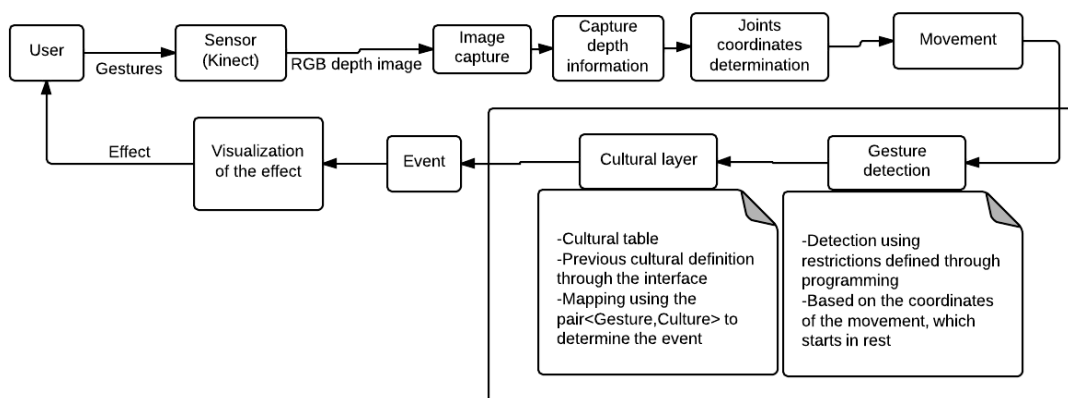 User
Gestures
Sensor
(Kinect)
RGB depth image
Image
capture
Capture
depth
information
Joints
coordinates
determination
Movement
Gesture
detection
-Detection using
restrictions defined through
programming
-Based on the coordinates
of the movement, which
starts in rest
Cultural layer
-Cultural table
-Previous cultural definition
through the interface
-Mapping using the
pair<Gesture,Culture> to
determine the event
Event
Visualization
of the effect
Effect